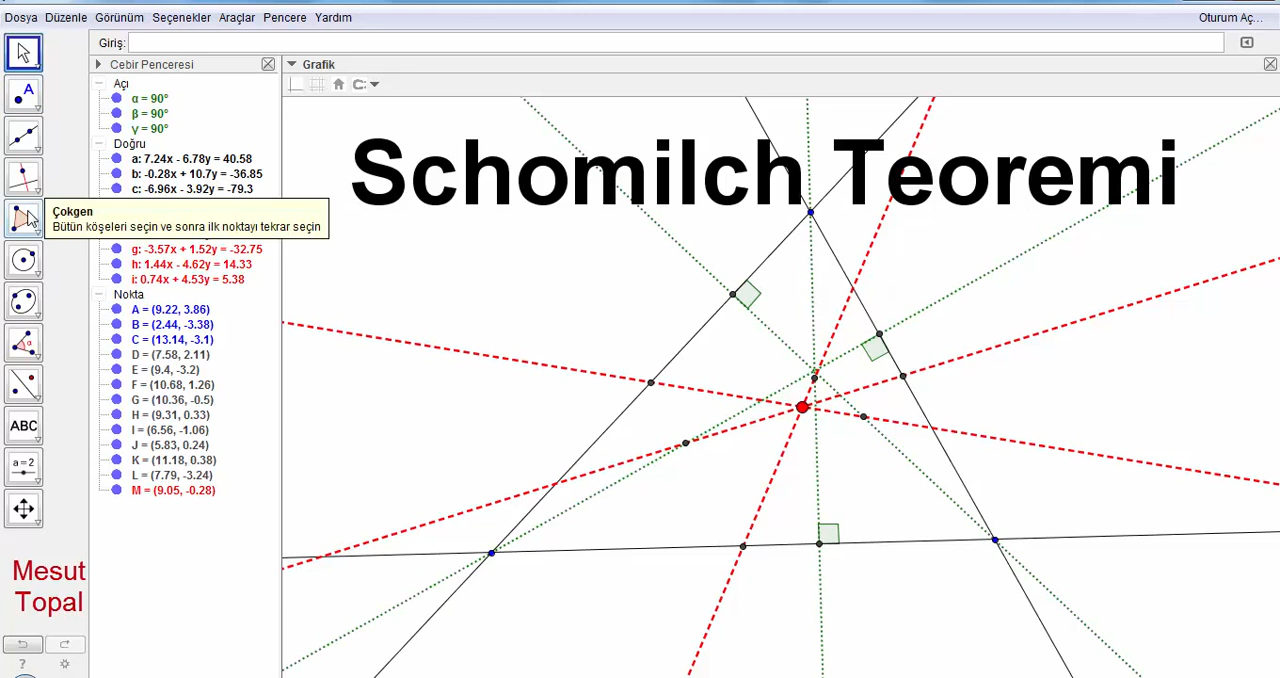 Dosya Düzenle Görünüm Seçenekler Araçlar Pencere Yardım Oturum Aç...
Giriş:
Cebir Penceresi
Grafik
Açı
α = 90°
β = 90°
γ = 90°
Doğru
a: 7.24x - 6.78y = 40.58
b: -0.28x + 10.7y = -36.85
c: -6.96x - 3.92y = -79.3
Çokgen
Bütün köşeleri seçin ve sonra ilk noktayı tekrar seçin
g: -3.57x + 1.52y = -32.75
h: 1.44x - 4.62y = 14.33
i: 0.74x + 4.53y = 5.38
Nokta
A = (9.22, 3.86)
B = (2.44, -3.38)
C = (13.14, -3.1)
D = (7.58, 2.11)
E = (9.4, -3.2)
F = (10.68, 1.26)
G = (10.36, -0.5)
H = (9.31, 0.33)
I = (6.56, -1.06)
J = (5.83, 0.24)
K = (11.18, 0.38)
L = (7.79, -3.24)
M = (9.05, -0.28)
Schomilch Teoremi
A
α
ABC
a=2
Mesut
Topal
?